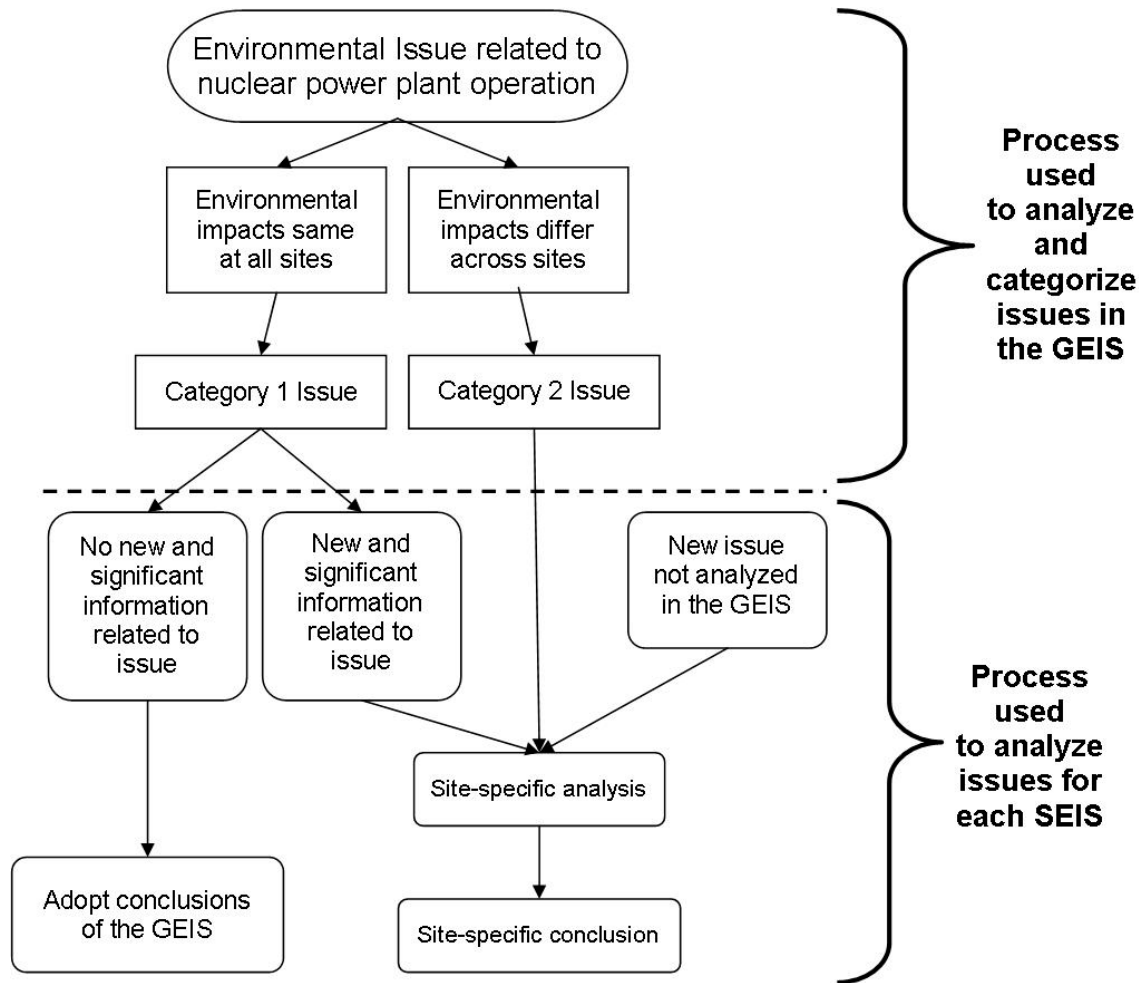 Environmental Issue related to
nuclear power plant operation
Environmental
impacts same
at all sites
Environmental
impacts differ
across sites
Category 1 Issue
Category 2 Issue
Process
used
to analyze
and
categorize
issues in
the GEIS
No new and
significant
information
related to
issue
New and
significant
information
related to
issue
New issue
not analyzed
in the GEIS
Site-specific analysis
Adopt conclusions
of the GEIS
Site-specific conclusion
Process
used
to analyze
issues for
each SEIS